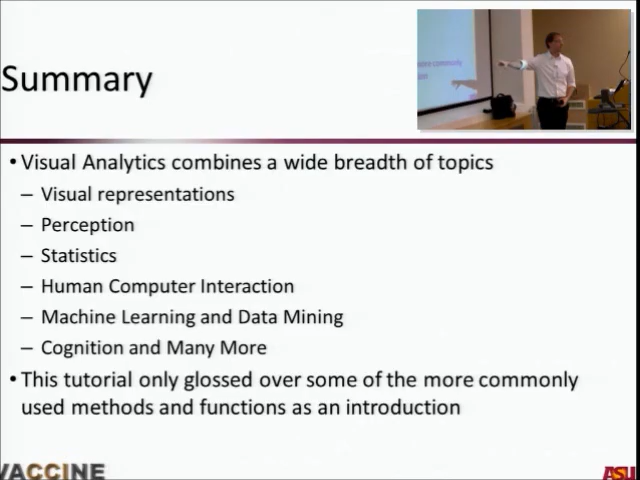 Summary
• Visual Analytics combines a wide breadth of topics
– Visual representations
– Perception
– Statistics
– Human Computer Interaction
– Machine Learning and Data Mining
– Cognition and Many More
• This tutorial only glossed over some of the more commonly
used methods and functions as an introduction
VACCINE
ASU